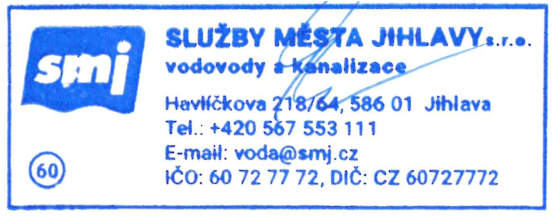 smj
SLUŽBY MĚSTA JIHLAVY s.r.o.
vodovody a kanalizace
Havlíčkova 218/64, 586 01 Jihlava
Tel.: +420 567 553 111
E-mail: voda@smj.cz
IČO: 60 72 77 72, DIČ: CZ 60727772
60